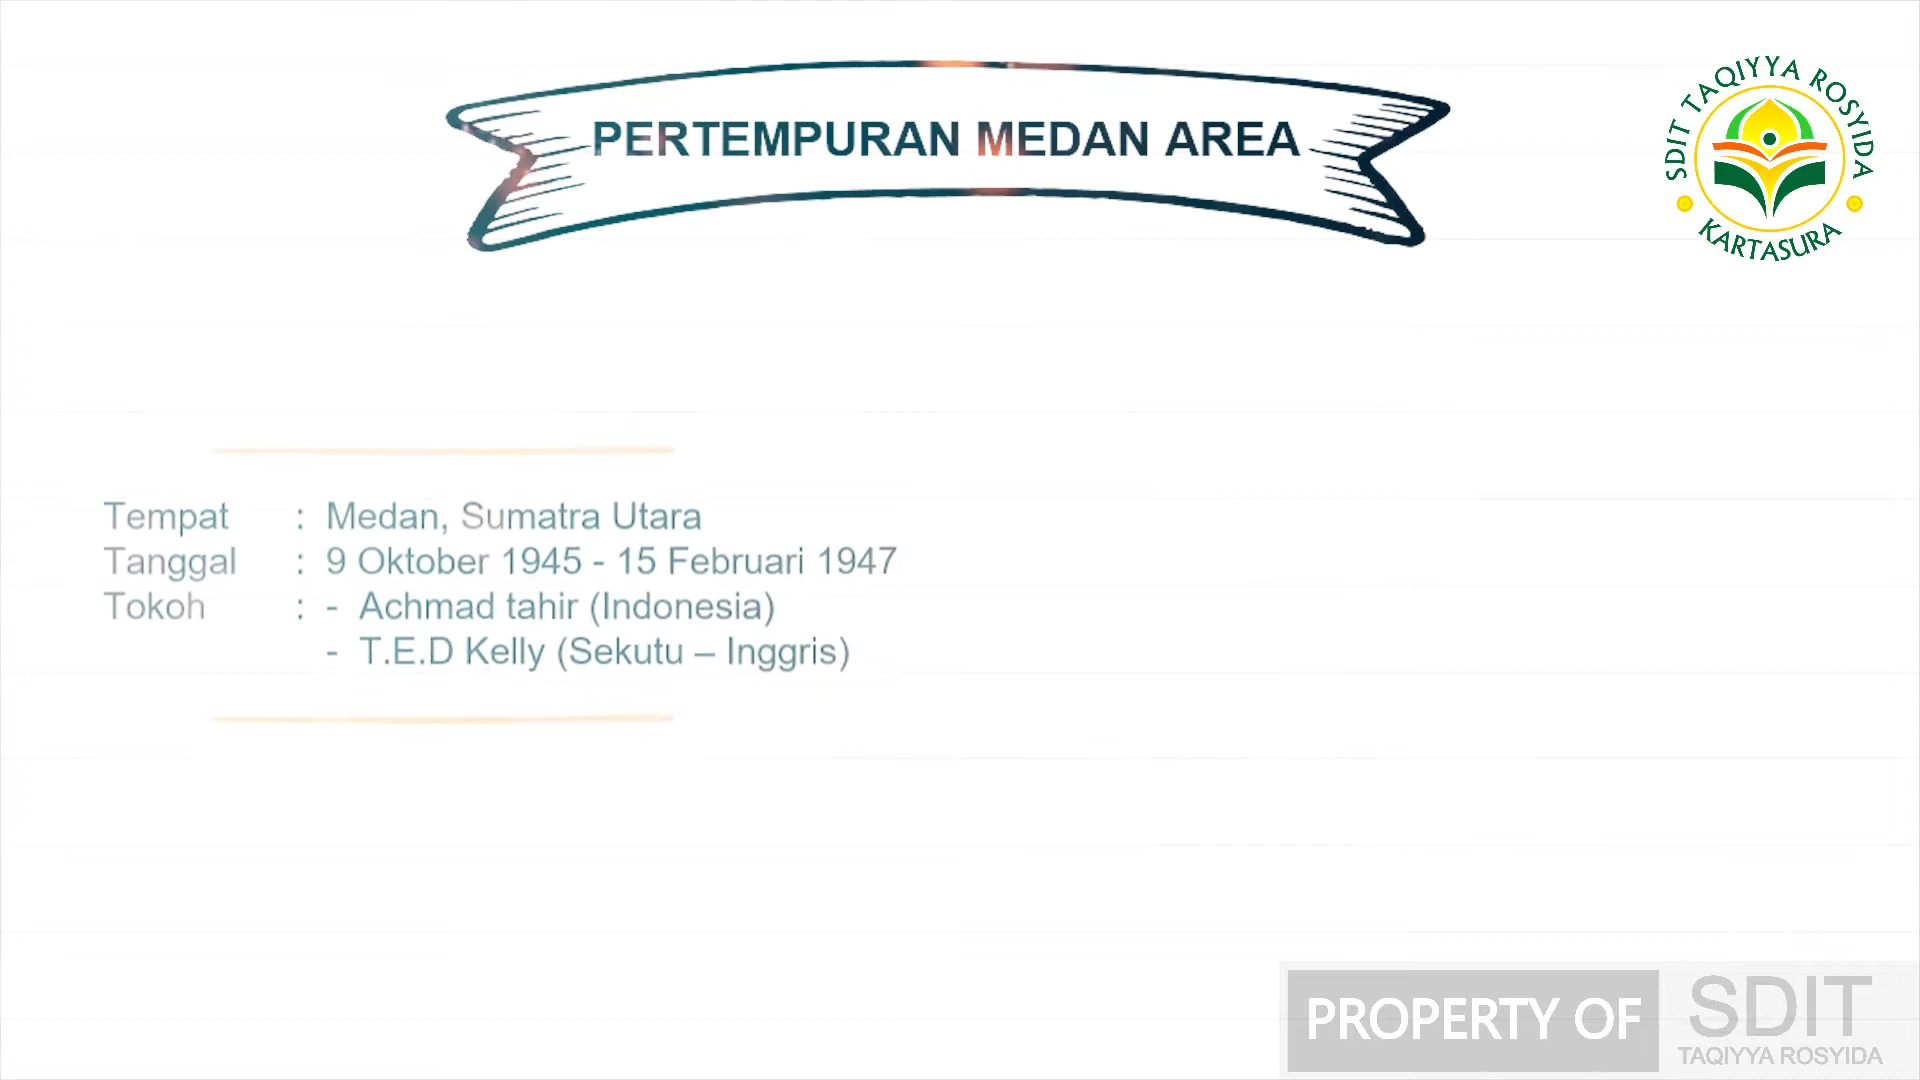 PERTEMPURAN MEDAN AREA
SDIT TAQIYYA ROSYIDA
KARTASURA
Tempat : Medan, Sumatra Utara
Tanggal : 9 Oktober 1945 - 15 Februari 1947
Tokoh : - Achmad tahir (Indonesia)
- T.E.D Kelly (Sekutu – Inggris)
PROPERTY OF SDIT
TAQIYYA ROSYIDA